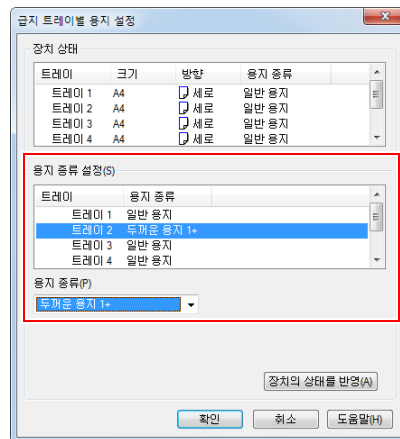 급지 트레이별 용지 설정
장치 상태
트레이 크기 방향 용지 종류
트레이 1 A4 세로 일반 용지
트레이 2 A4 세로 일반 용지
트레이 3 A4 세로 일반 용지
트레이 4 A4 세로 일반 용지
용지 종류 설정(S)
트레이 용지 종류
트레이 1 일반 용지
트레이 2 두꺼운 용지 1+
트레이 3 일반 용지
트레이 4 일반 용지
용지 종류(P)
두꺼운 용지 1+
장치의 상태를 반영(A)
확인 취소 도움말(H)